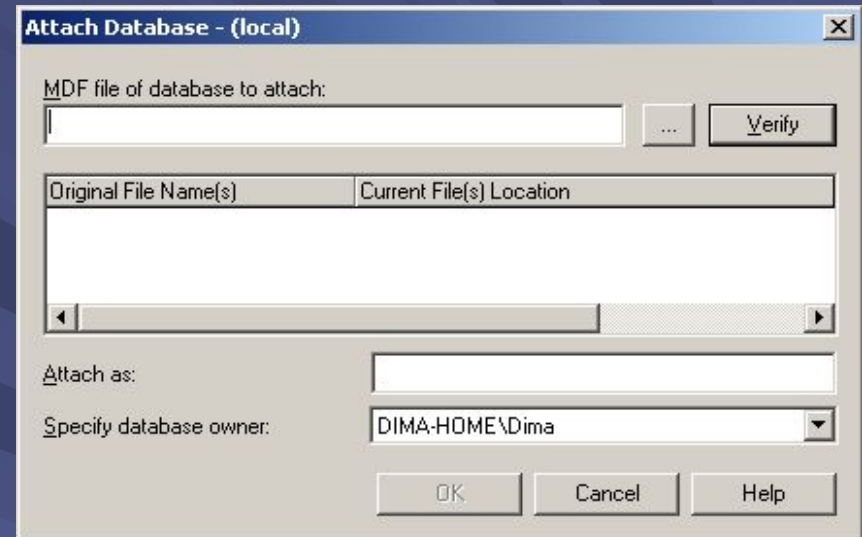 Attach Database - (local)
MDF file of database to attach:
... Verify
Original File Name(s) Current File(s) Location
Attach as:
Specify database owner: DIMA-HOME\Dima
OK Cancel Help